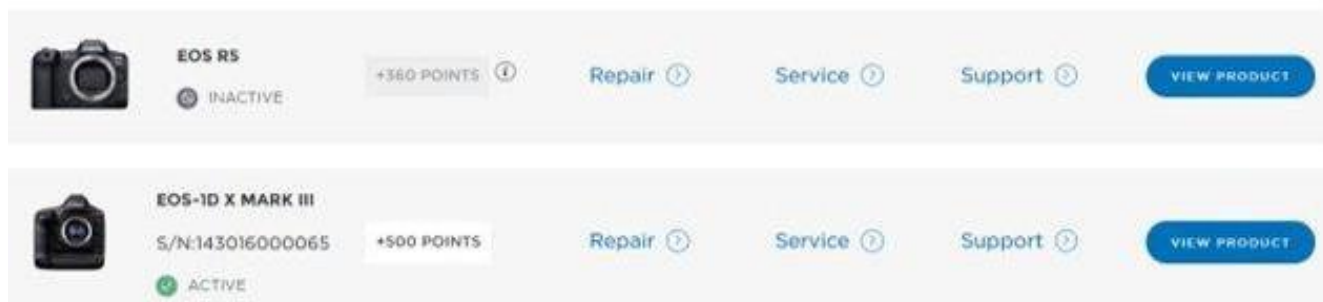 EOS R5
INACTIVE
+360 POINTS
Repair
Service
Support
VIEW PRODUCT
EOS-1D X MARK III
S/N:143016000065
ACTIVE
+500 POINTS
Repair
Service
Support
VIEW PRODUCT